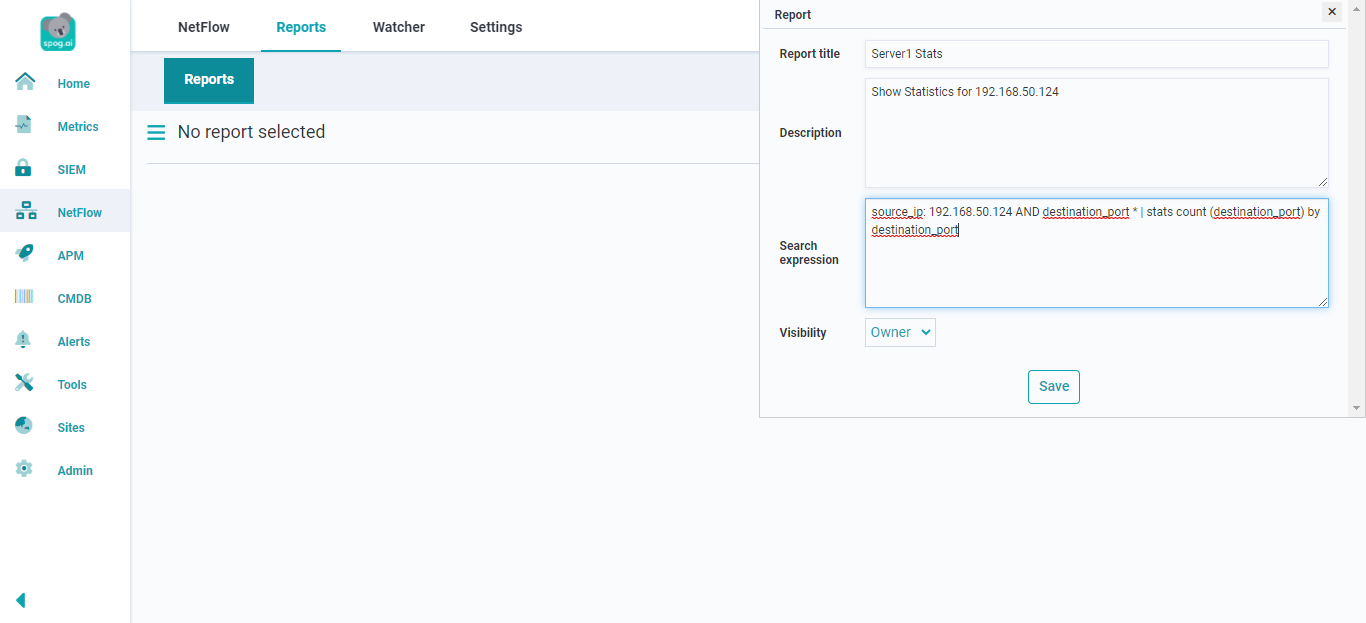 spog.ai
Home
Metrics
SIEM
NetFlow
APM
CMDB
Alerts
Tools
Sites
Admin
NetFlow
Reports
Watcher
Settings
Reports
No report selected
Report
×
Report title
Server1 Stats
Description
Show Statistics for 192.168.50.124
Search
expression
source_ip: 192.168.50.124 AND destination_port * | stats count (destination_port) by
destination_port
Visibility
Owner
Save